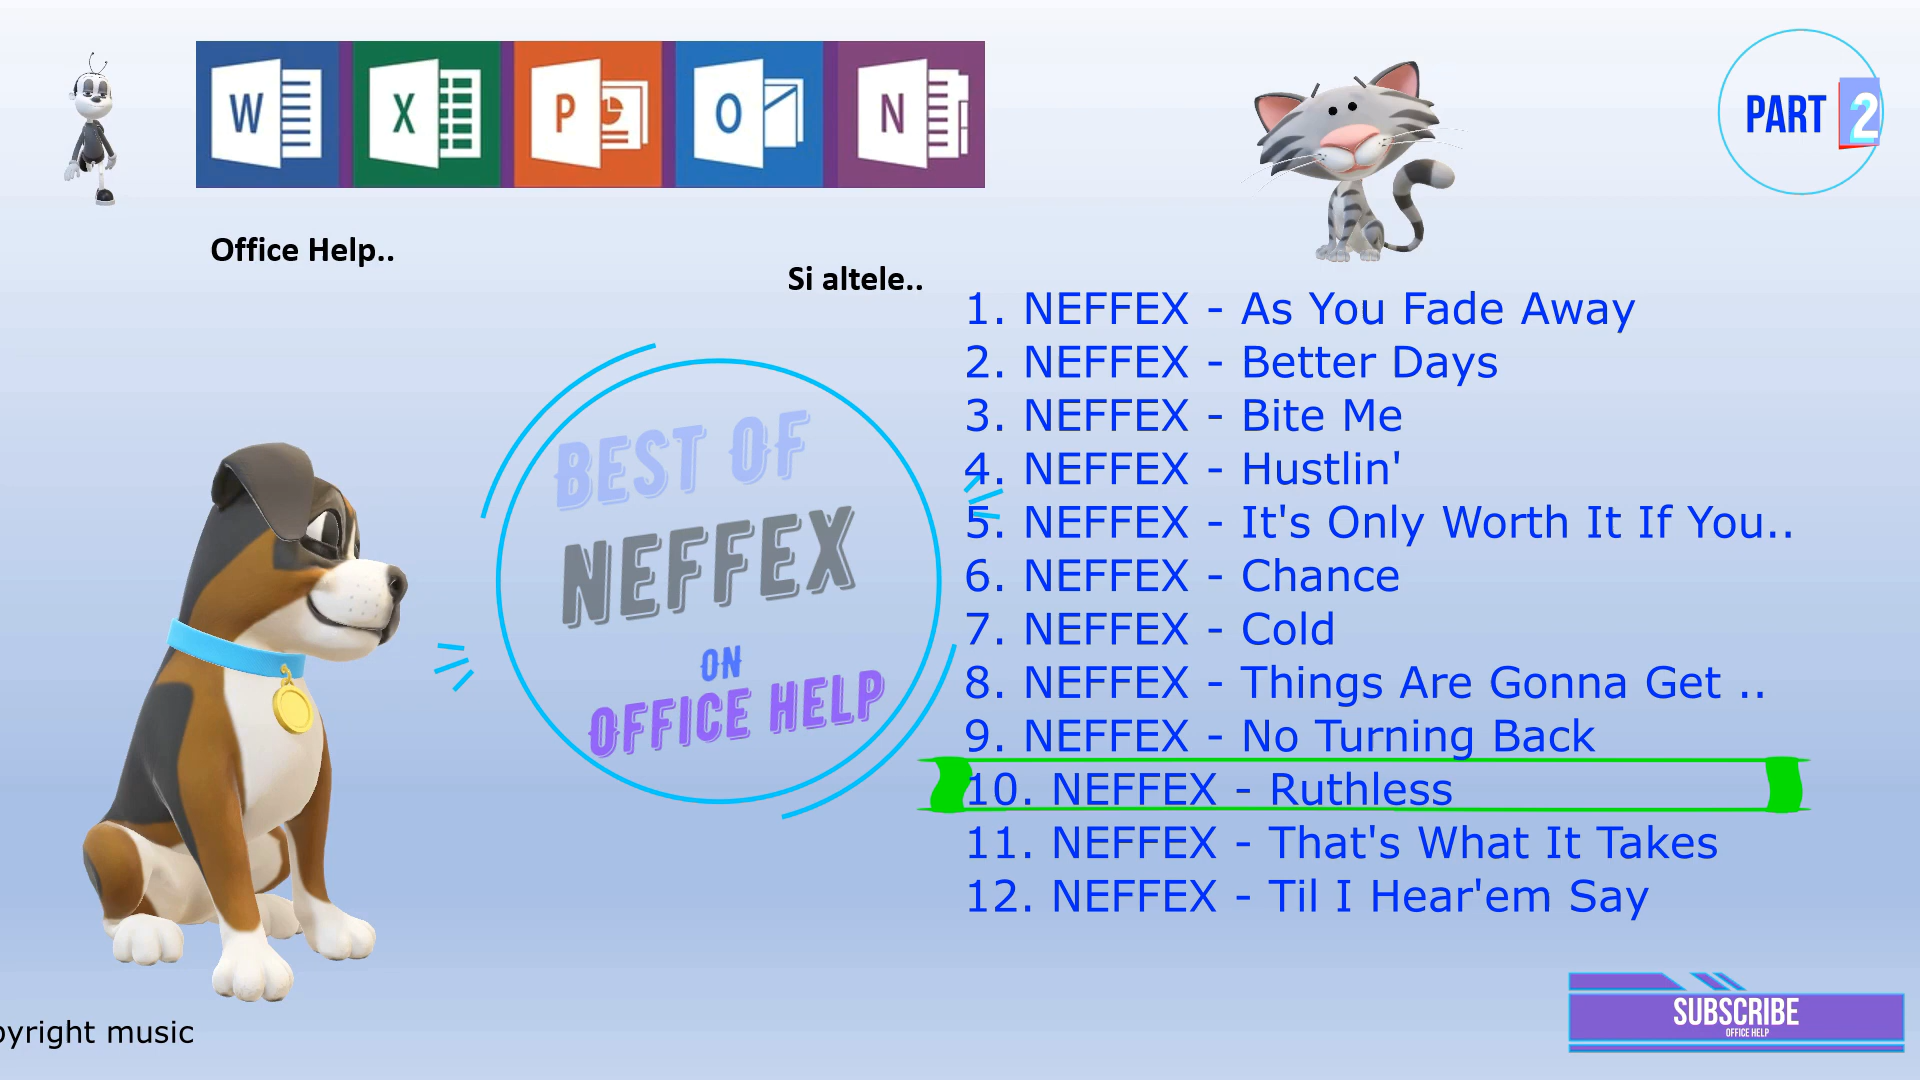 W X P O N
PART 2
Office Help..
Si altele..
1. NEFFEX - As You Fade Away
2. NEFFEX - Better Days
3. NEFFEX - Bite Me
4. NEFFEX - Hustlin'
5. NEFFEX - It's Only Worth It If You..
6. NEFFEX - Chance
7. NEFFEX - Cold
8. NEFFEX - Things Are Gonna Get ..
9. NEFFEX - No Turning Back
10. NEFFEX - Ruthless
11. NEFFEX - That's What It Takes
12. NEFFEX - Til I Hear'em Say
BEST OF
NEFFEX
ON
OFFICE HELP
music
SUBSCRIBE
OFFICE HELP